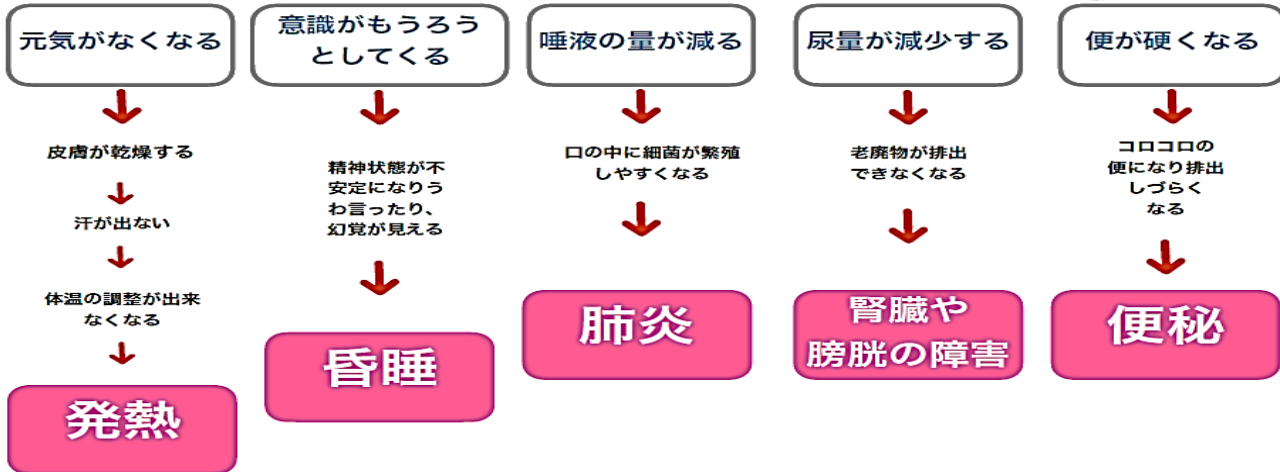 元気がなくなる
皮膚が乾燥する
汗が出ない
体温の調整が出来
なくなる
発熱
意識がもうろう
としてくる
精神状態が不
安定になりう
わ言ったり、
幻覚が見える
昏睡
唾液の量が減る
口の中に細菌が繁殖
しやすくなる
肺炎
尿量が減少する
老廃物が排出
できなくなる
腎臓や
膀胱の障害
便が硬くなる
コロコロの
便になり排出
しづらく
なる
便秘